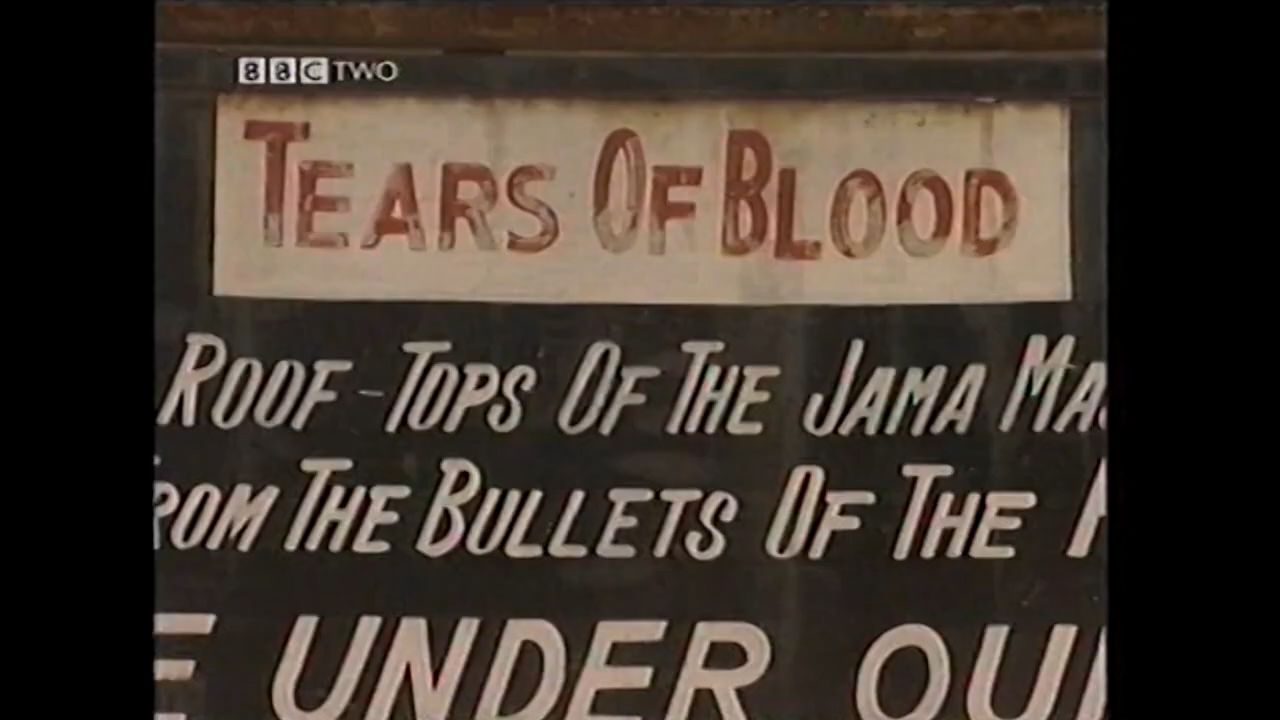 BBC TWO
TEARS OF BLOOD
ROOF-TOPS OF THE JAMA
THE BULLETS OF THE
UNDER